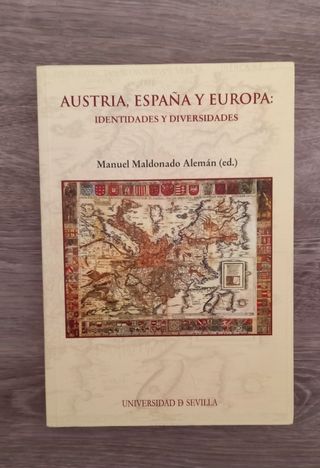 AUSTRIA, ESPAÑA Y EUROPA:
IDENTIDADES Y DIVERSIDADES
Manuel Maldonado Alemán (ed.)
UNIVERSIDAD D SEVILLA